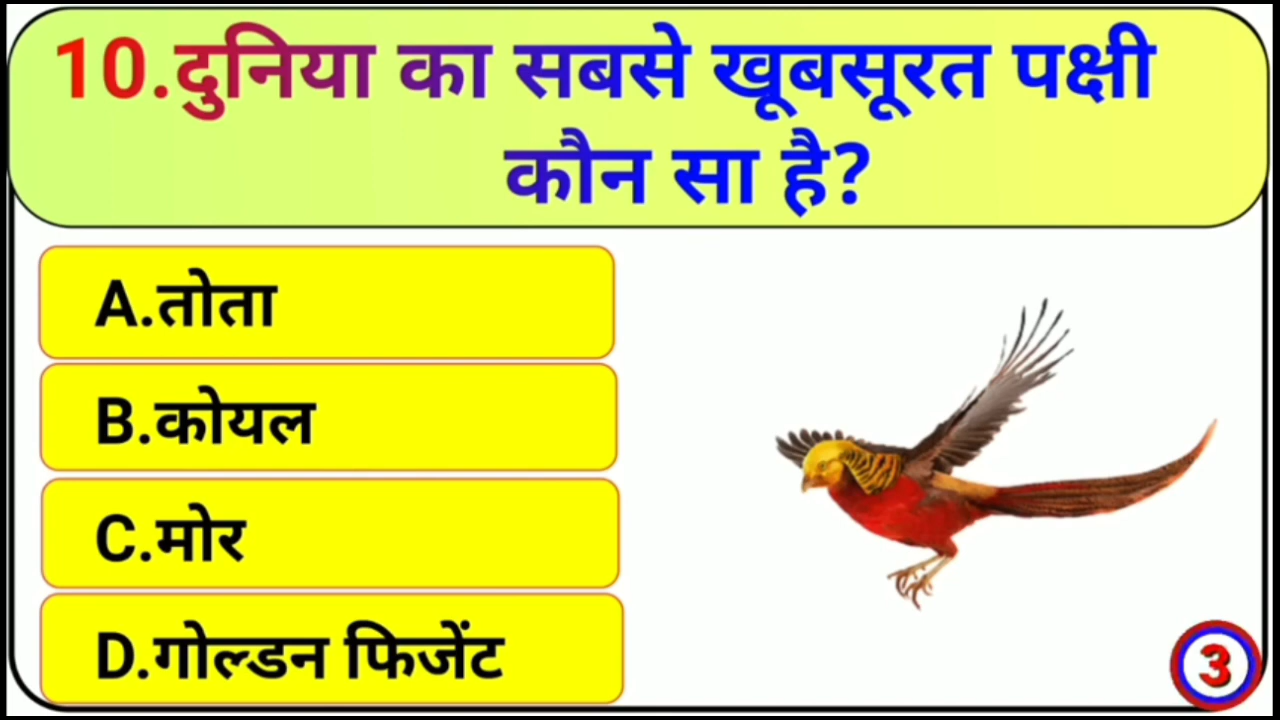 10.दुनिया का सबसे खूबसूरत पक्षी
कौन सा है?
A.तोता
B.कोयल
C.मोर
D.गोल्डन फिजेंट
3